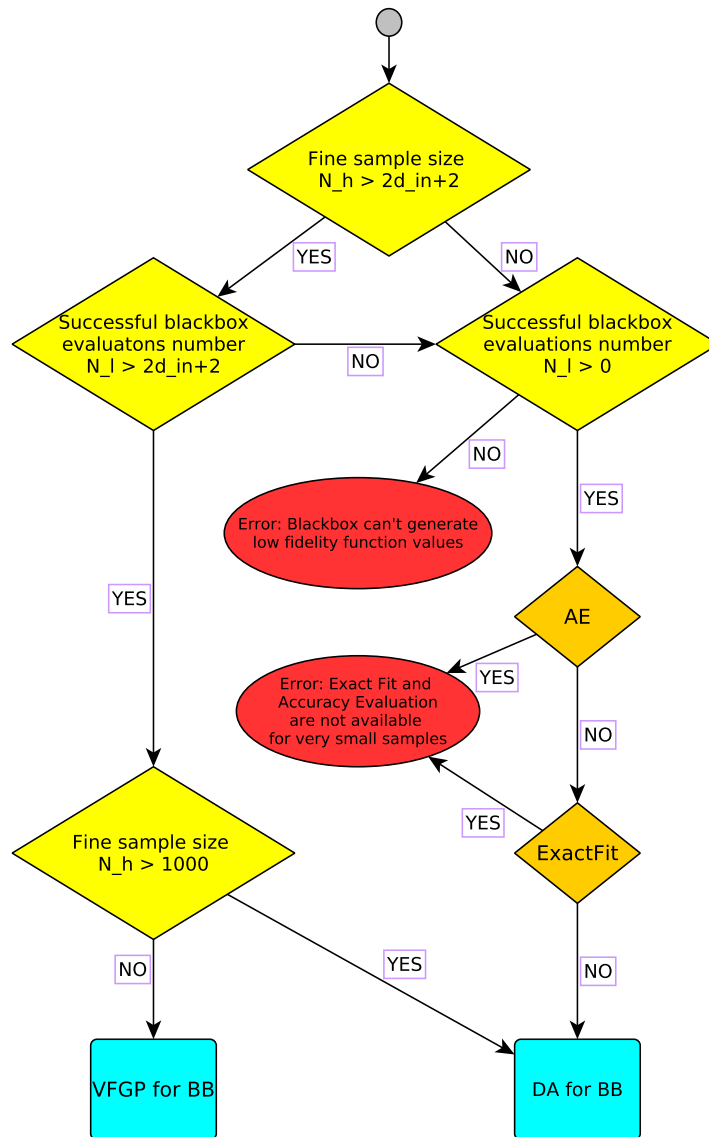 Fine sample size
N_h > 2d_in+2
YES
NO
Successful blackbox
evaluatons number
N_l > 2d_in+2
NO
Successful blackbox
evaluations number
N_l > 0
NO
YES
Error: Blackbox can't generate
low fidelity function values
YES
AE
YES
Error: Exact Fit and
Accuracy Evaluation
are not available
for very small samples
NO
YES
Fine sample size
N_h > 1000
ExactFit
YES
NO
NO
VFGP for BB
DA for BB